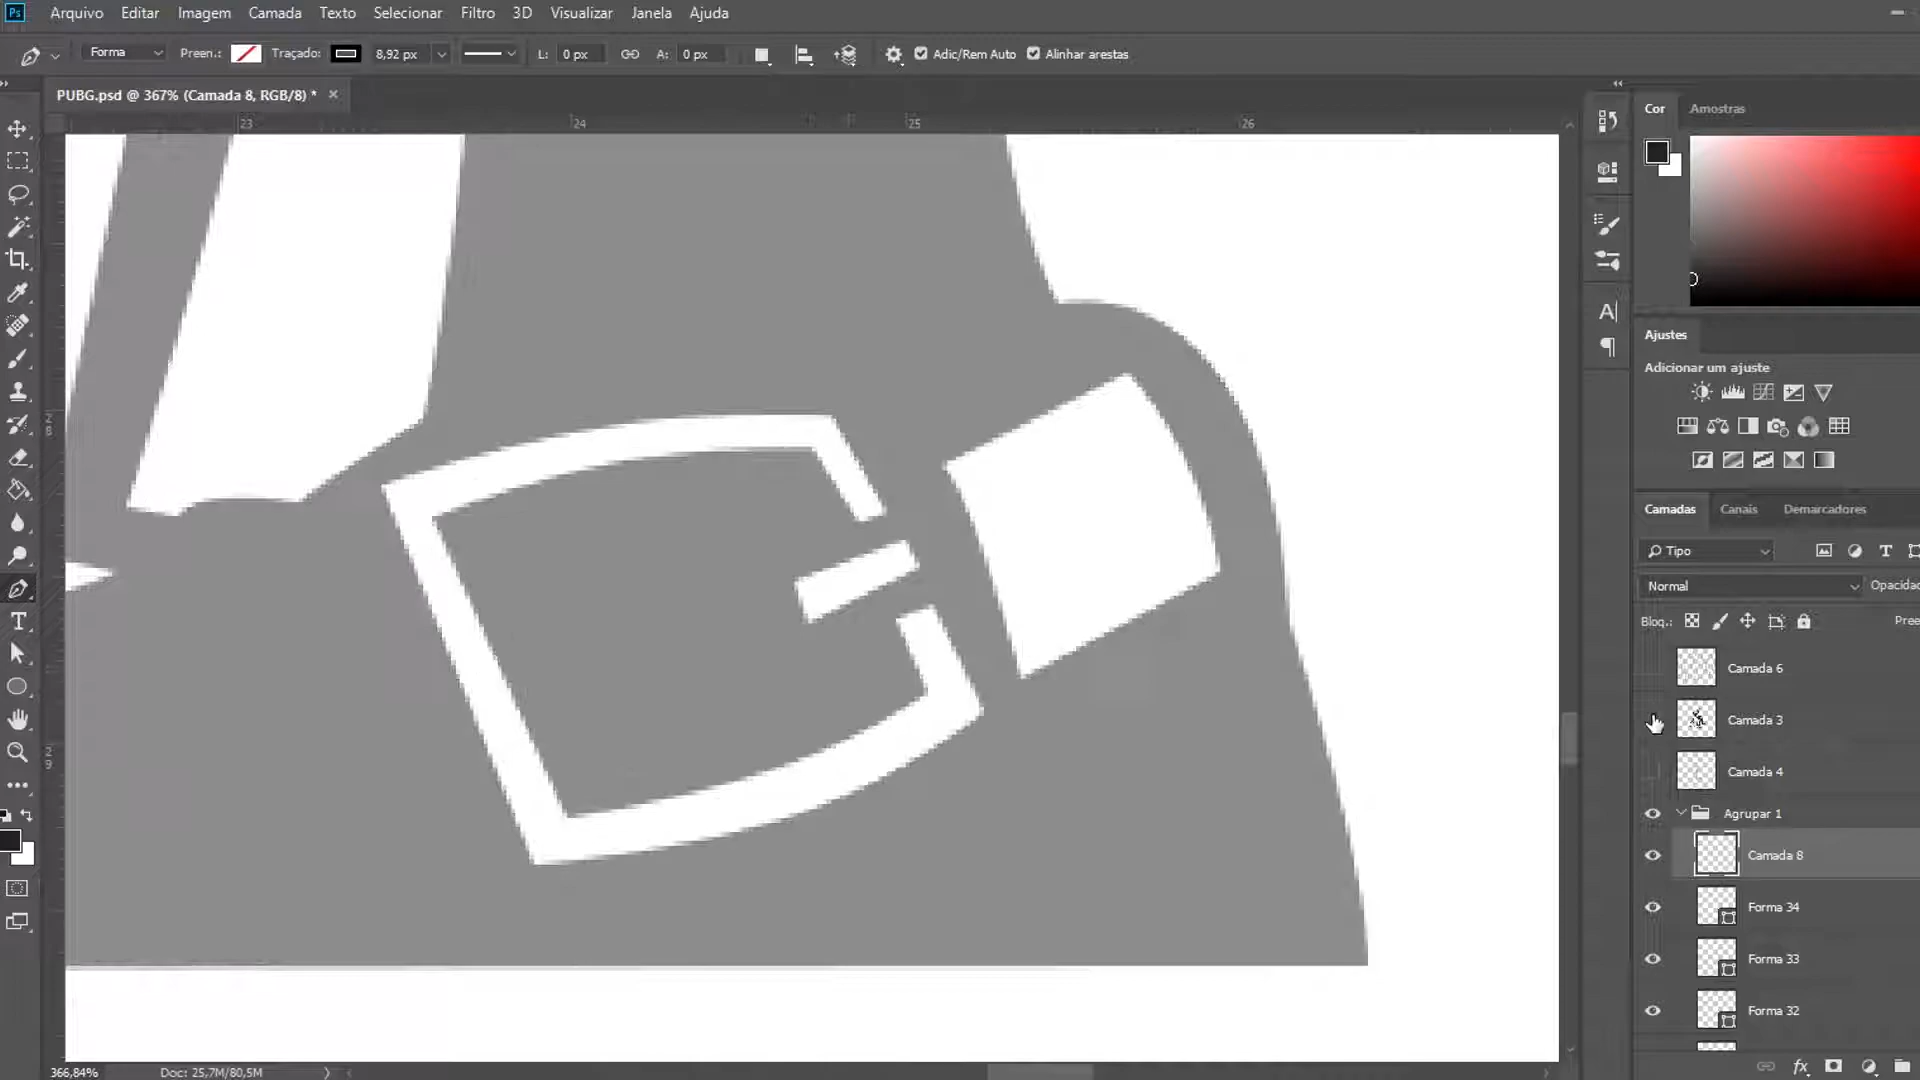 Ps Arquivo Editar Imagem Camada Texto Selecionar Filtro 3D Visualizar Janela Ajuda
Forma Preen.: Traçado: 8,92 px L: 0 px A: 0 px Adic/Rem Auto Alinhar arestas
PUBG.psd @ 367% (Camada 8, RGB/8) *
23 24 25 26
Cor Amostras
Ajustes
Adicionar um ajuste
28
29
Camadas Canais Demarcadores
Tipo
Normal
Bloq.:
Camada 6
Camada 3
Camada 4
Agrupar 1
Camada 8
Forma 34
Forma 33
Forma 32
fx
366,84% Doc: 25,7M/80,5M